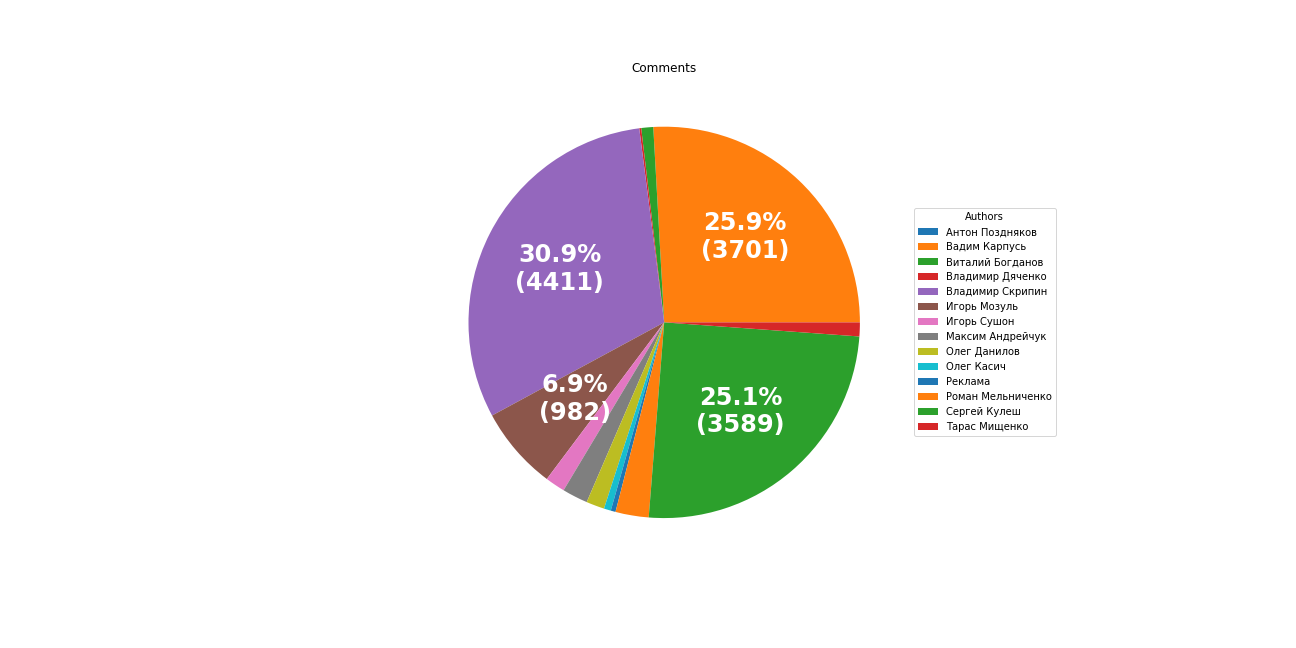 Comments
25.9%
(3701)
30.9%
(4411)
6.9%
(982)
25.1%
(3589)
Authors
Антон Поздняков
Вадим Карпусь
Виталий Богданов
Владимир Дяченко
Владимир Скрипин
Игорь Мозуль
Игорь Сушон
Максим Андрейчук
Олег Данилов
Олег Касич
Реклама
Роман Мельниченко
Сергей Кулеш
Тарас Мищенко